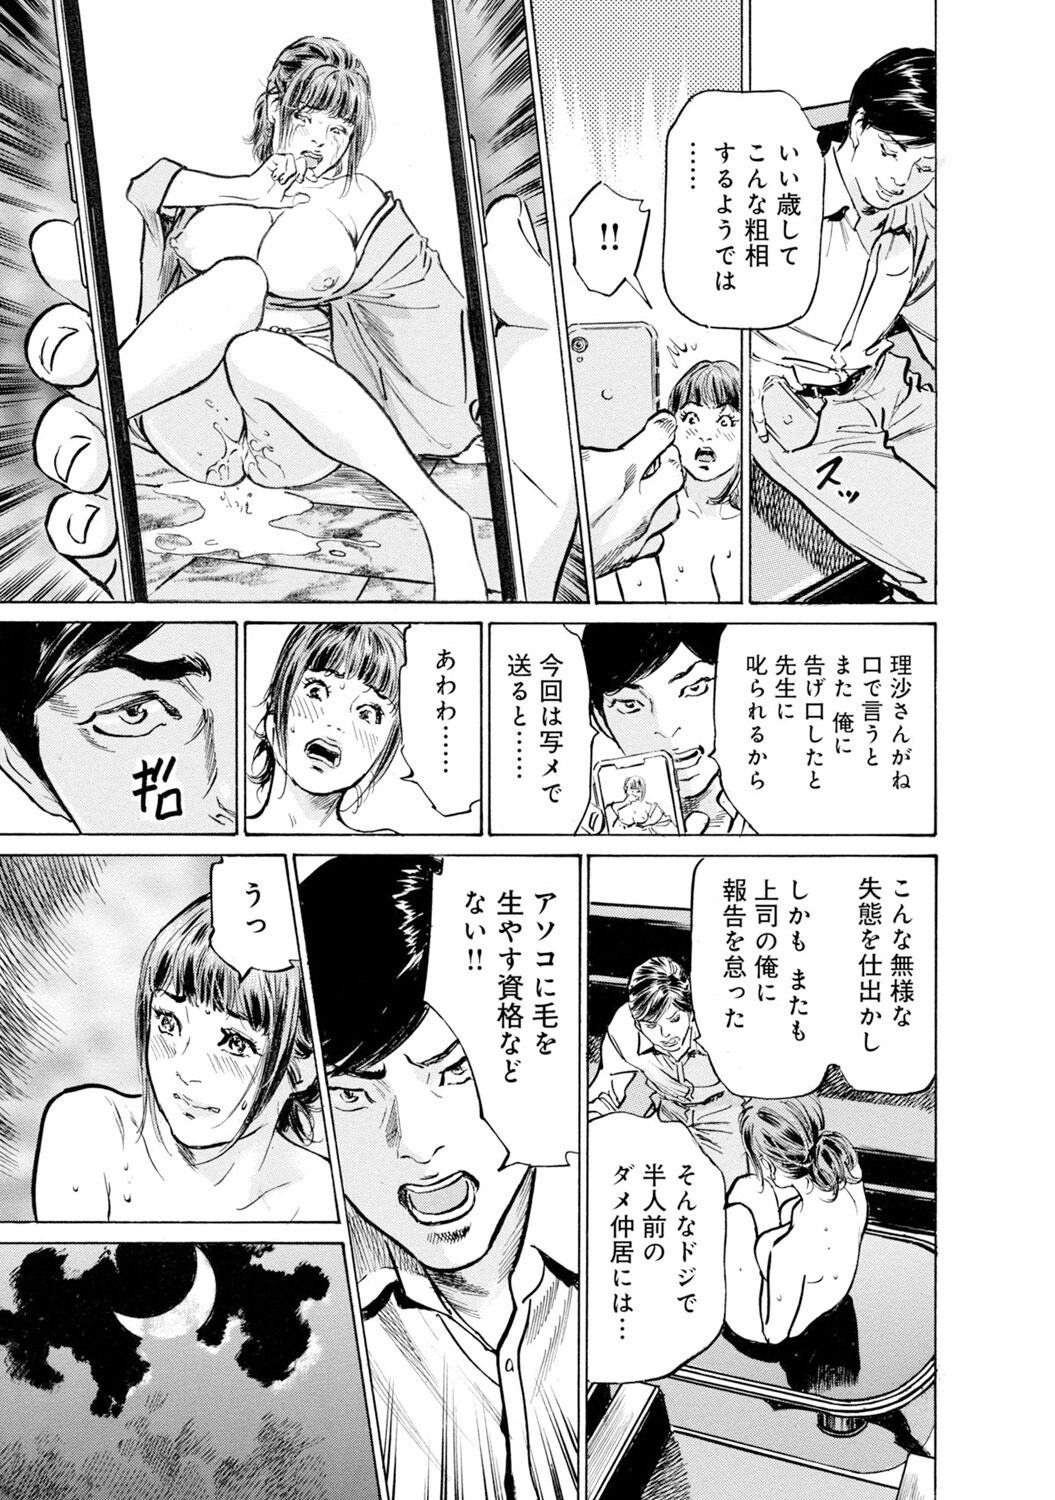 いい歳して
こんな粗相
するようでは
……
!!
スッ
理沙さんがね
口で言うと
また 俺に
告げ口したと
先生に
叱られるから
今回は写メで
送ると……
あわわ……
ギロ
こんな無様な
失態を仕出かし
しかも またも
上司の俺に
報告を怠った
そんなドジで
半人前の
ダメ仲居には…
アソコに毛を
生やす資格など
ない!!
うっ